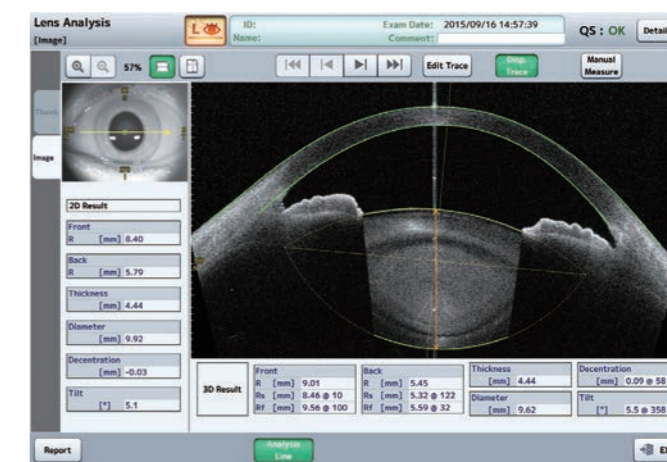 Lens Analysis
[Image]
L
ID:
Name:
Exam Date: 2015/09/16 14:57:39
Comment:
QS : OK
Detail
57%
Edit Trace
Disp. Trace
Manual Measure
Thumb
Image
2D Result
Front
R [mm] 8.40
Back
R [mm] 5.79
Thickness
[mm] 4.44
Diameter
[mm] 9.92
Decentration
[mm] -0.03
Tilt
[°] 5.1
3D Result
Front
R [mm] 9.01
Rs [mm] 8.46 @ 10
Rf [mm] 9.56 @ 100
Back
R [mm] 5.45
Rs [mm] 5.32 @ 122
Rf [mm] 5.59 @ 32
Thickness
[mm] 4.44
Diameter
[mm] 9.62
Decentration
[mm] 0.09 @ 58
Tilt
[°] 5.5 @ 358
Report
Analysis Line